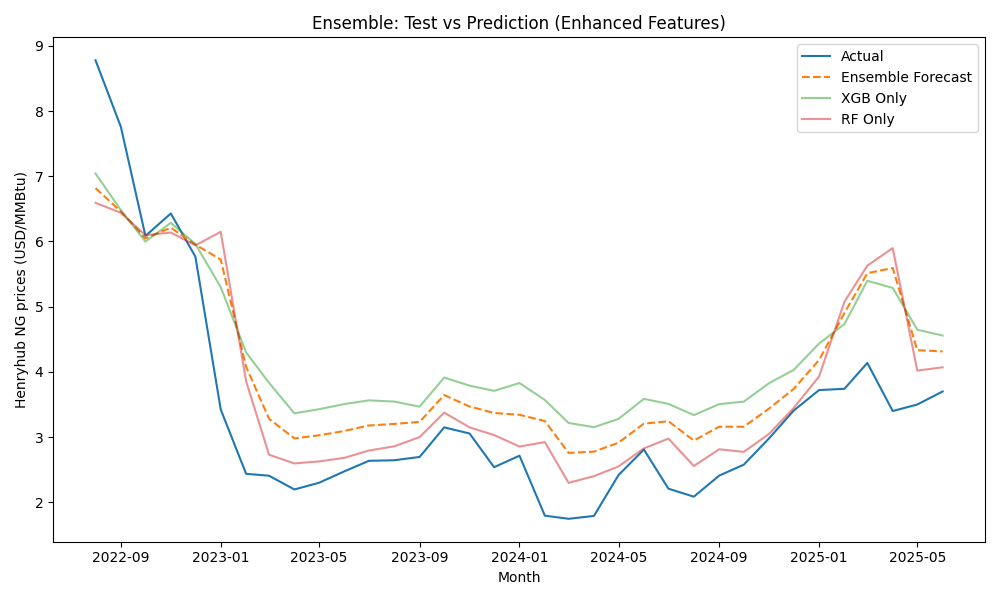 Ensemble: Test vs Prediction (Enhanced Features)
Actual
Ensemble Forecast
XGB Only
RF Only
Henryhub NG prices (USD/MMBtu)
9
8
7
6
5
4
3
2
2022-09
2023-01
2023-05
2023-09
2024-01
2024-05
2024-09
2025-01
2025-05
Month